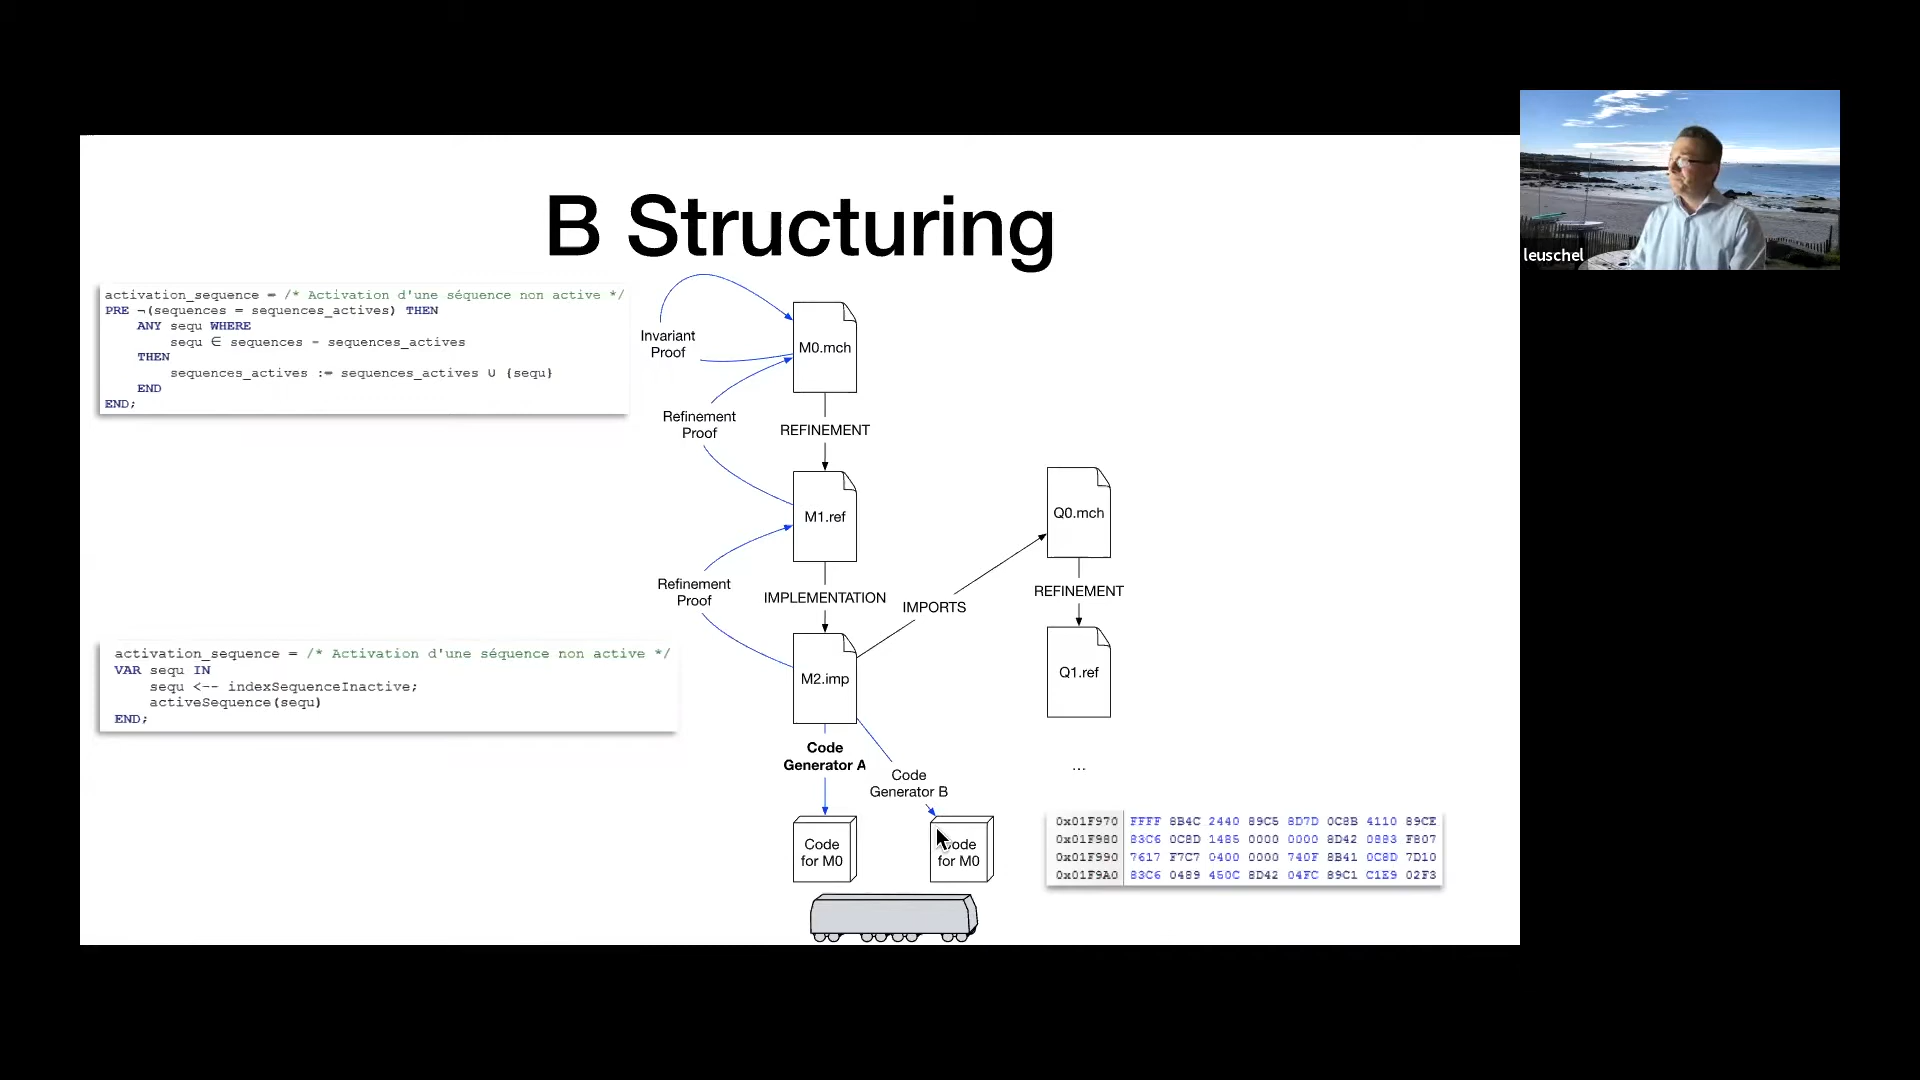 B Structuring
leuschel
activation_sequence = /* Activation d'une séquence non active */
PRE ¬(sequences = sequences_actives) THEN
ANY sequ WHERE
sequ ∈ sequences - sequences_actives
THEN
sequences_actives := sequences_actives ∪ {sequ}
END
END;
Invariant
Proof
M0.mch
Refinement
Proof
REFINEMENT
M1.ref
Q0.mch
Refinement
Proof
IMPLEMENTATION
IMPORTS
REFINEMENT
activation_sequence = /* Activation d'une séquence non active */
VAR sequ IN
sequ <-- indexSequenceInactive;
activeSequence(sequ)
END;
M2.imp
Q1.ref
Code
Generator A
Code
Generator B
...
Code
for M0
Code
for M0
0x01F970 FFFF 8B4C 2440 89C5 8D7D 0C8B 4110 89CE
0x01F980 83C6 0C8D 1485 0000 0000 8D42 0883 F807
0x01F990 7617 F7C7 0400 0000 740F 8B41 0C8D 7D10
0x01F9A0 83C6 0489 450C 8D42 04FC 89C1 C1E9 02F3